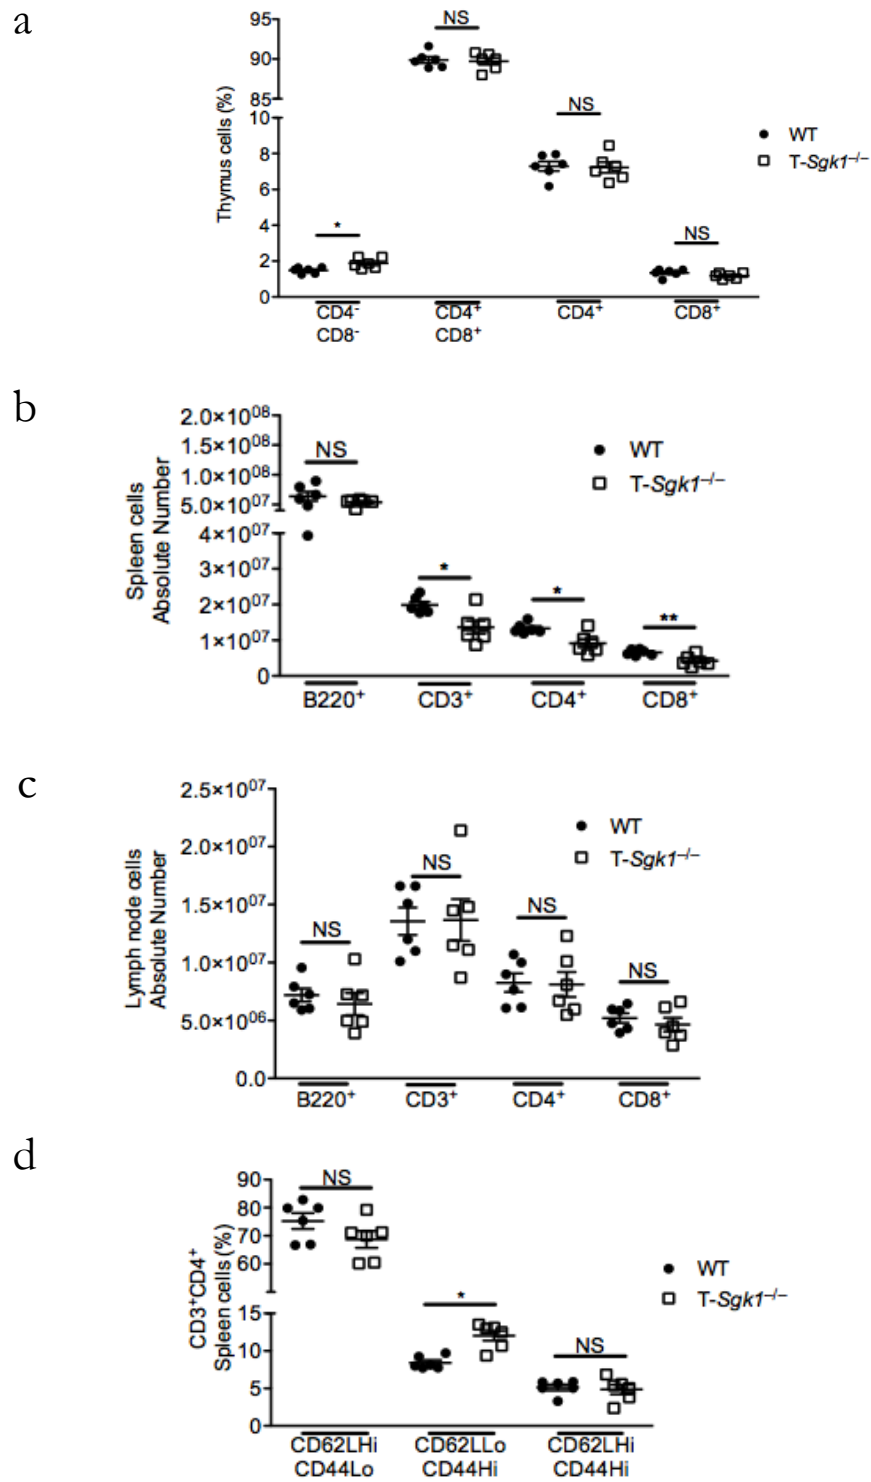 a
95
NS
90
85
10
NS
WT
T-Sgk1–/–
8
6
4
*
NS
2
0
Thymus cells (%)
CD4- CD4+ CD4+ CD8+
CD8- CD8+
b
2.0×10^08
1.5×10^08
NS
WT
1.0×10^08
T-Sgk1–/–
5.0×10^07
4×10^07
3×10^07
*
*
2×10^07
**
1×10^07
0
Spleen cells
Absolute Number
B220+ CD3+ CD4+ CD8+
c
2.5×10^07
WT
2.0×10^07
T-Sgk1–/–
NS
1.5×10^07
NS
NS
1.0×10^07
NS
5.0×10^06
0.0
Lymph node cells
Absolute Number
B220+ CD3+ CD4+ CD8+
d
90
NS
80
70
60
WT
T-Sgk1–/–
*
15
10
NS
5
0
CD3+CD4+
Spleen cells (%)
CD62LHi CD62LLo CD62LHi
CD44Lo CD44Hi CD44Hi